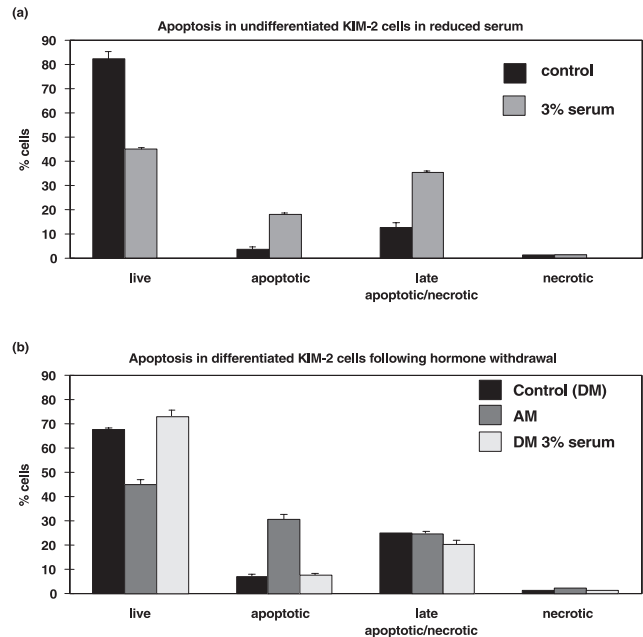 (a)
Apoptosis in undifferentiated KIM-2 cells in reduced serum
90
80
70
60
50
40
30
20
10
0
% cells
control
3% serum
live
apoptotic
late
apoptotic/necrotic
necrotic
(b)
Apoptosis in differentiated KIM-2 cells following hormone withdrawal
90
80
70
60
50
40
30
20
10
0
% cells
Control (DM)
AM
DM 3% serum
live
apoptotic
late
apoptotic/necrotic
necrotic